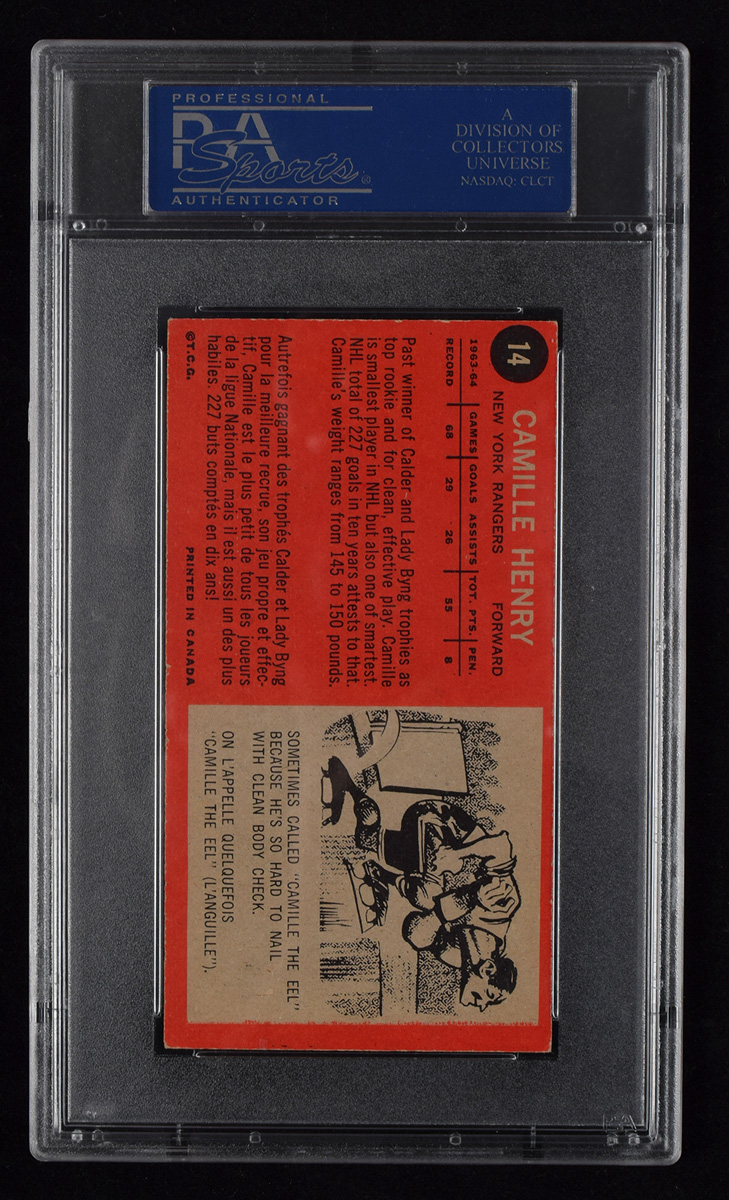 PROFESSIONAL
PSA
Sports ®
AUTHENTICATOR
A
DIVISION OF
COLLECTORS
UNIVERSE
NASDAQ: CLCT
14
CAMILLE HENRY
NEW YORK RANGERS FORWARD
1963-64 GAMES GOALS ASSISTS TOT. PTS. PEN.
RECORD 68 29 26 55 8
Past winner of Calder and Lady Byng trophies as
top rookie and for clean, effective play. Camille
is smallest player in NHL but also one of smartest.
NHL total of 227 goals in ten years attests to that.
Camille's weight ranges from 145 to 150 pounds.
Autrefois gagnant des trophés Calder et Lady Byng
pour la meilleure recrue, son jeu propre et effec-
tif, Camille est le plus petit de tous les joueurs
de la ligue Nationale, mais il est aussi un des plus
habiles. 227 buts comptés en dix ans!
©T.C.G. PRINTED IN CANADA
SOMETIMES CALLED "CAMILLE THE EEL"
BECAUSE HE'S SO HARD TO NAIL
WITH CLEAN BODY CHECK.
ON L'APPELLE QUELQUEFOIS
"CAMILLE THE EEL" (L'ANGUILLE").
PSA